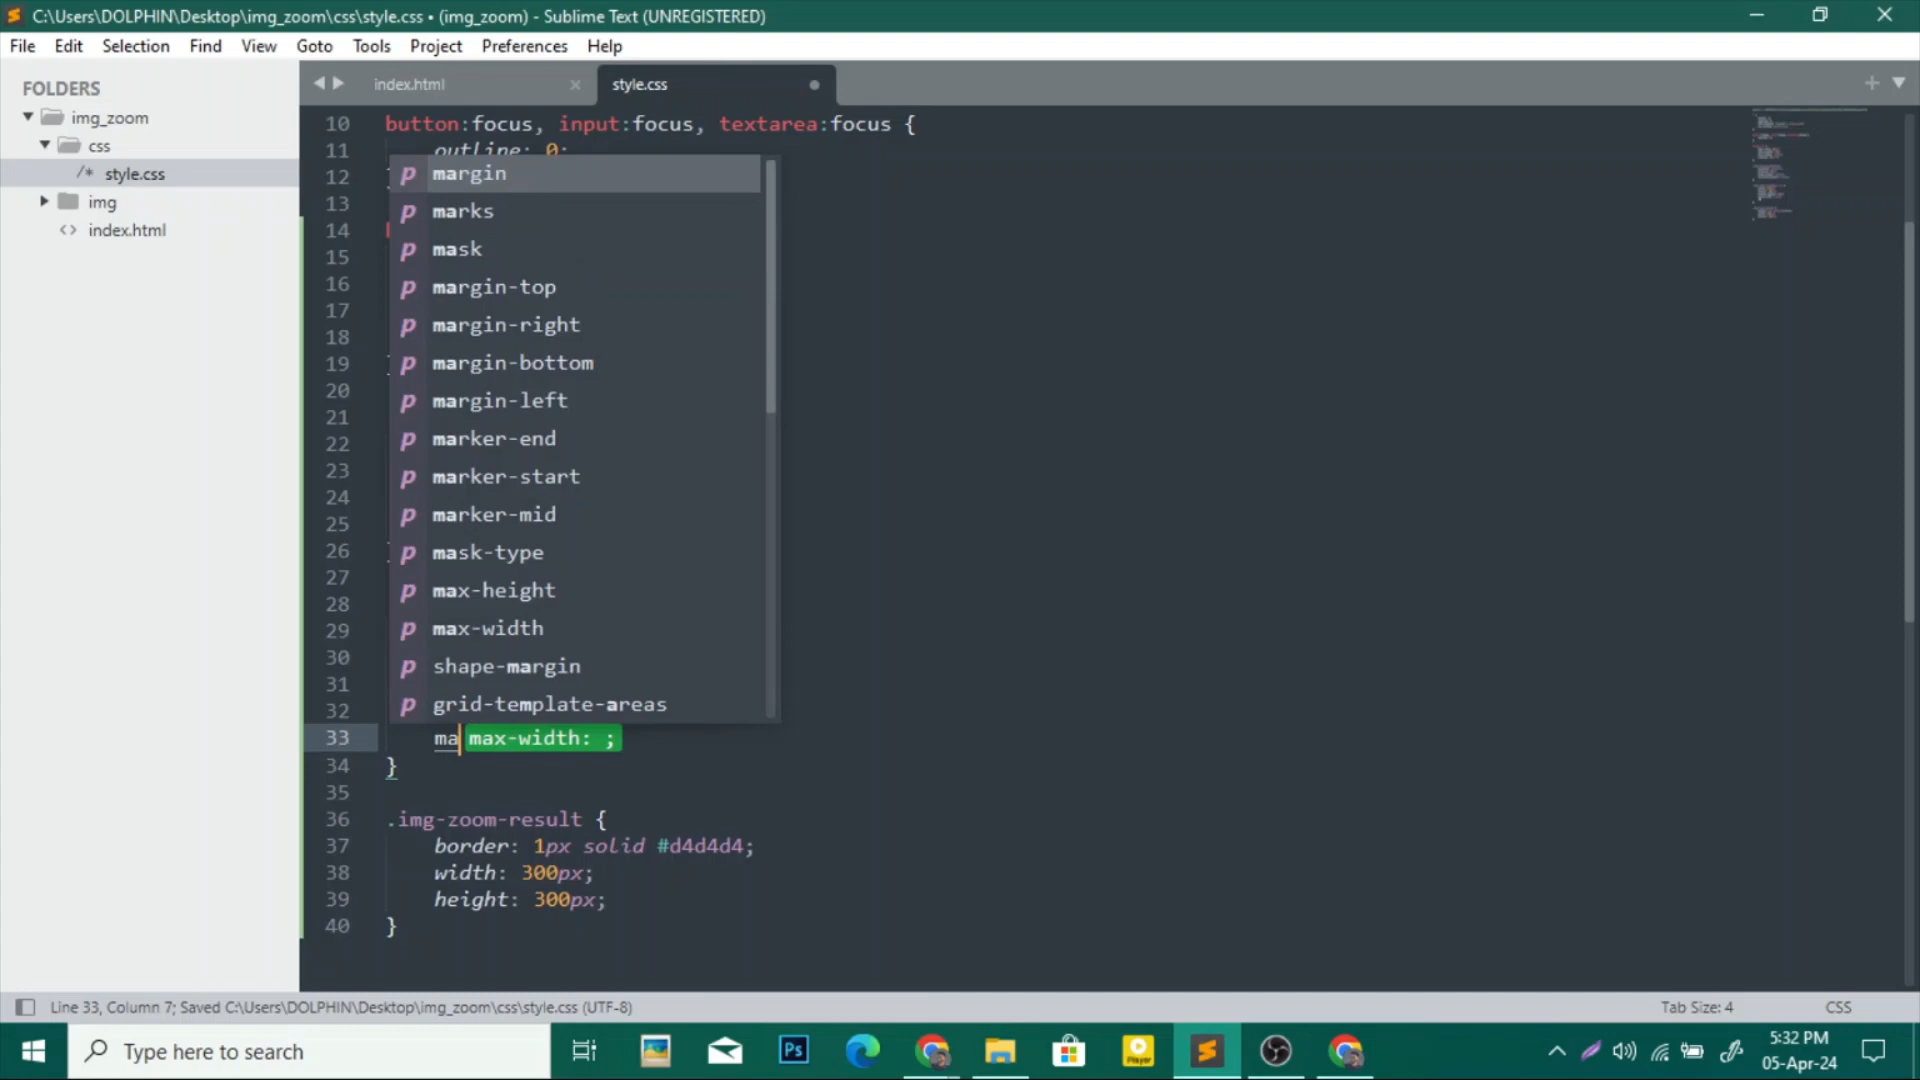 C:\Users\DOLPHIN\Desktop\img_zoom\css\style.css • (img_zoom) - Sublime Text (UNREGISTERED)
File Edit Selection Find View Goto Tools Project Preferences Help
FOLDERS
img_zoom
css
/* style.css
img
<> index.html
index.html
style.css
10 button:focus, input:focus, textarea:focus {
11 outline: 0;
12
13
14
15
16
17
18
19
20
21
22
23
24
25
26
27
28
29
30
31
32
p margin
p marks
p mask
p margin-top
p margin-right
p margin-bottom
p margin-left
p marker-end
p marker-start
p marker-mid
p mask-type
p max-height
p max-width
p shape-margin
p grid-template-areas
33 ma max-width: ;
34 }
35
36 .img-zoom-result {
37 border: 1px solid #d4d4d4;
38 width: 300px;
39 height: 300px;
40 }
Line 33, Column 7; Saved C:\Users\DOLPHIN\Desktop\img_zoom\css\style.css (UTF-8)
Tab Size: 4
CSS
Type here to search
Ps
Player
5:32 PM
05-Apr-24